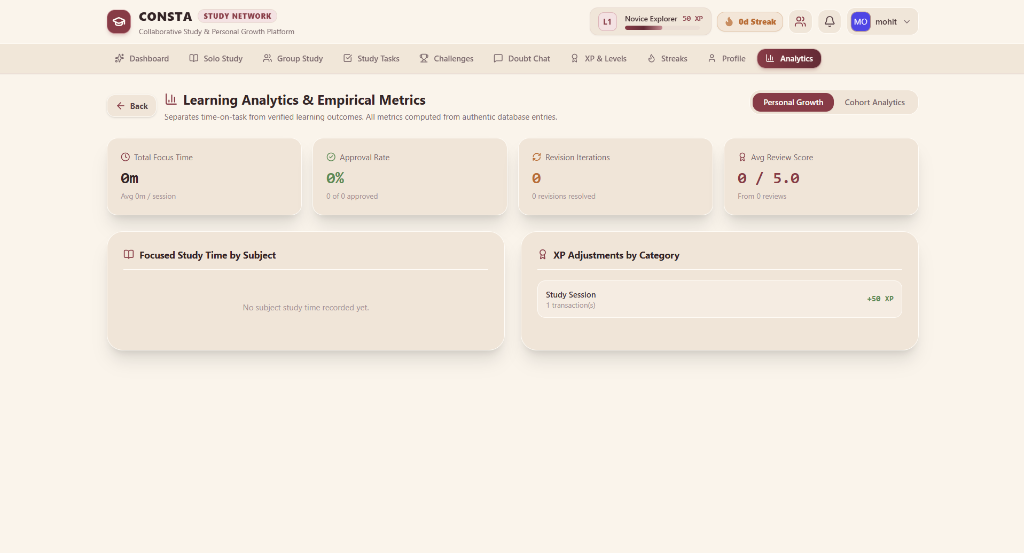 CONSTA STUDY NETWORK
Collaborative Study & Personal Growth Platform
L1 Novice Explorer 50 XP
0d Streak
MO mohit
Dashboard Solo Study Group Study Study Tasks Challenges Doubt Chat XP & Levels Streaks Profile Analytics
Back
Learning Analytics & Empirical Metrics
Separates time-on-task from verified learning outcomes. All metrics computed from authentic database entries.
Personal Growth Cohort Analytics
Total Focus Time
0m
Avg 0m / session
Approval Rate
0%
0 of 0 approved
Revision Iterations
0
0 revisions resolved
Avg Review Score
0 / 5.0
From 0 reviews
Focused Study Time by Subject
No subject study time recorded yet.
XP Adjustments by Category
Study Session
1 transaction(s)
+50 XP